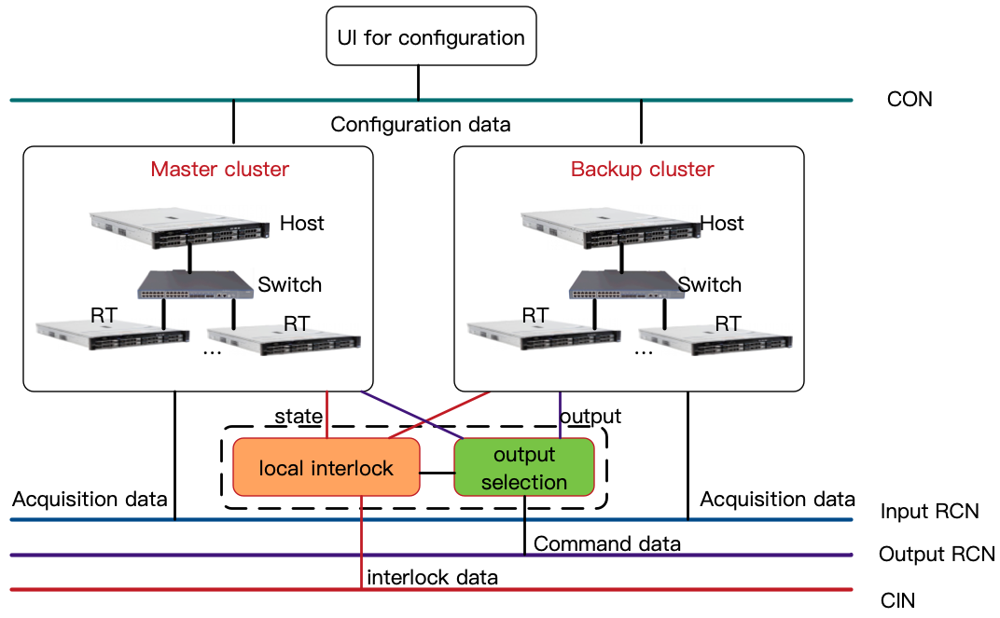 UI for configuration
CON
Configuration data
Master cluster
Backup cluster
Host
Host
Switch
Switch
RT
RT
RT
RT
...
...
state
output
local interlock
output
selection
Acquisition data
Acquisition data
Input RCN
Command data
Output RCN
interlock data
CIN